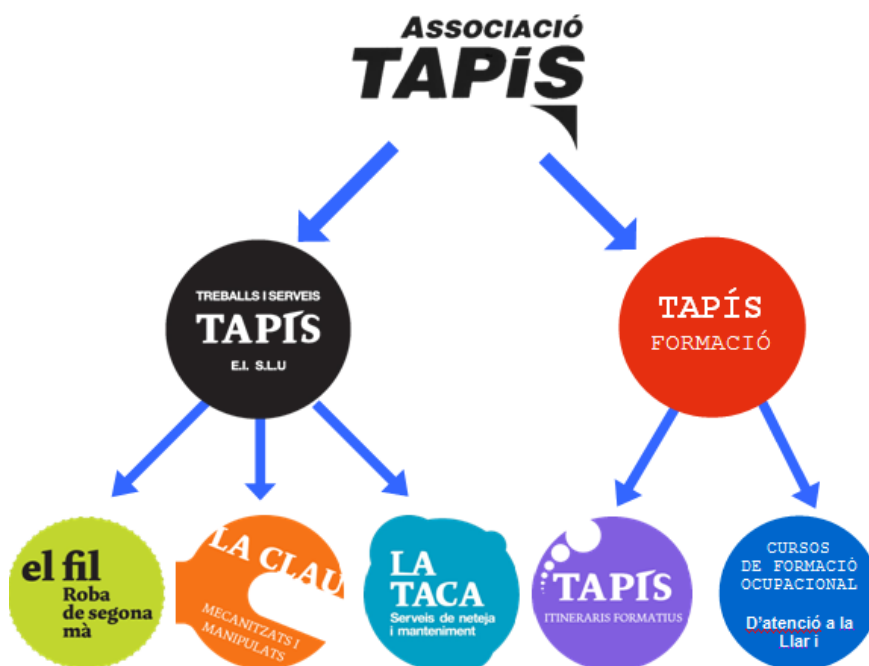 ASSOCIACIÓ
TAPÍS
TREBALLS I SERVEIS
TAPÍS
E.I. S.L.U
TAPÍS
FORMACIÓ
el fil
Roba
de segona
mà
LA CLAU
MECANITZATS I
MANIPULATS
LA
TACA
Serveis de neteja
i manteniment
TAPÍS
ITINERARIS FORMATIUS
CURSOS
DE FORMACIÓ
OCUPACIONAL
D'atenció a la
Llar i